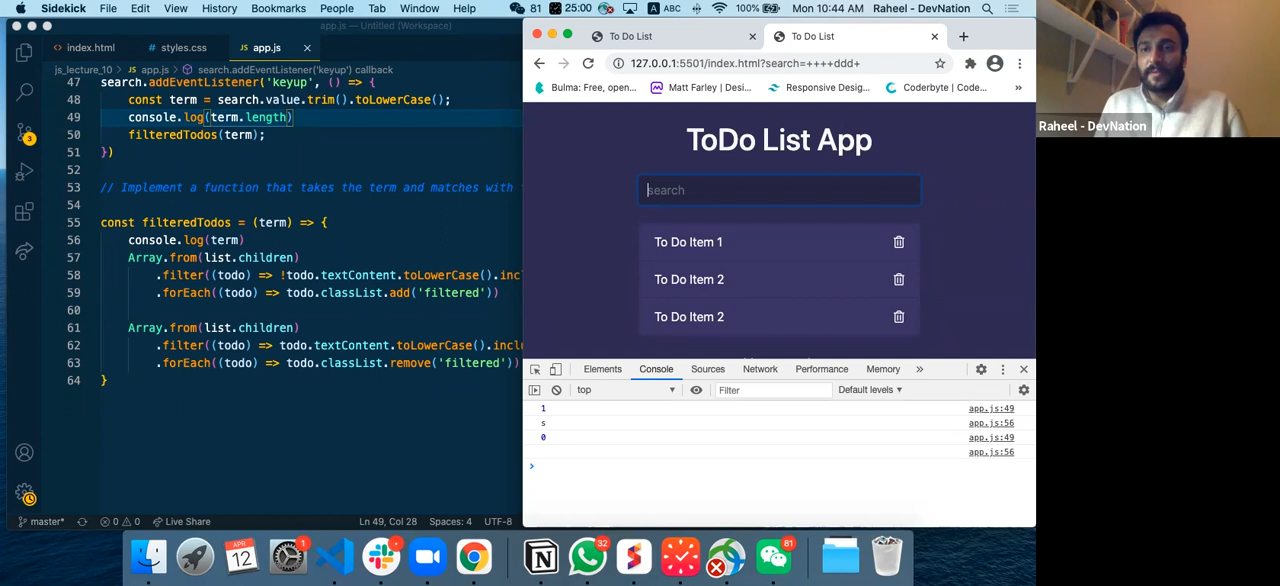 Sidekick File Edit View History Bookmarks People Tab Window Help 81 25:00 A ABC 100% Mon 10:44 AM Raheel - DevNation
app.js — Untitled (Workspace)
index.html styles.css JS app.js
js_lecture_10 > JS app.js > search.addEventListener('keyup') callback
47 search.addEventListener('keyup', () => {
48 const term = search.value.trim().toLowerCase();
49 console.log(term.length)
50 filteredTodos(term);
51 })
52
53 // Implement a function that takes the term and matches with
54
55 const filteredTodos = (term) => {
56 console.log(term)
57 Array.from(list.children)
58 .filter((todo) => !todo.textContent.toLowerCase().inc
59 .forEach((todo) => todo.classList.add('filtered'))
60
61 Array.from(list.children)
62 .filter((todo) => todo.textContent.toLowerCase().inclu
63 .forEach((todo) => todo.classList.remove('filtered'))
64 }
3
master* 0 0 Live Share Ln 49, Col 28 Spaces: 4 UTF-8
To Do List To Do List
127.0.0.1:5501/index.html?search=++++ddd+
Bulma: Free, open... Matt Farley | Desi... Responsive Desig... Coderbyte | Code... »
ToDo List App
search
To Do Item 1
To Do Item 2
To Do Item 2
Elements Console Sources Network Performance Memory »
top Filter Default levels
1 app.js:49
s app.js:56
0 app.js:49
app.js:56
Raheel - DevNation
APR 12 1 32 81